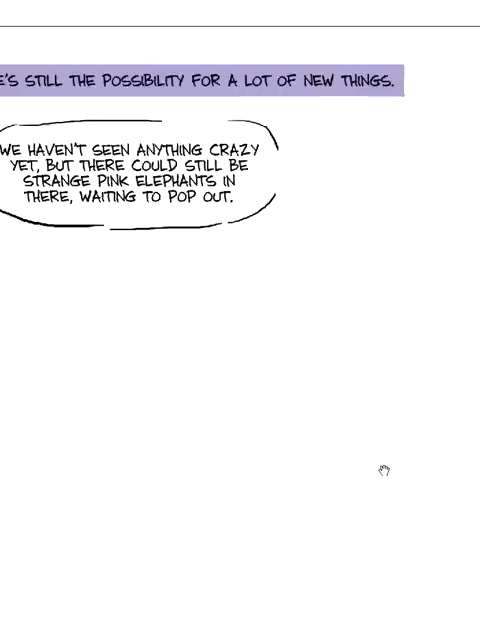 E'S STILL THE POSSIBILITY FOR A LOT OF NEW THINGS.
WE HAVEN'T SEEN ANYTHING CRAZY
YET, BUT THERE COULD STILL BE
STRANGE PINK ELEPHANTS IN
THERE, WAITING TO POP OUT.